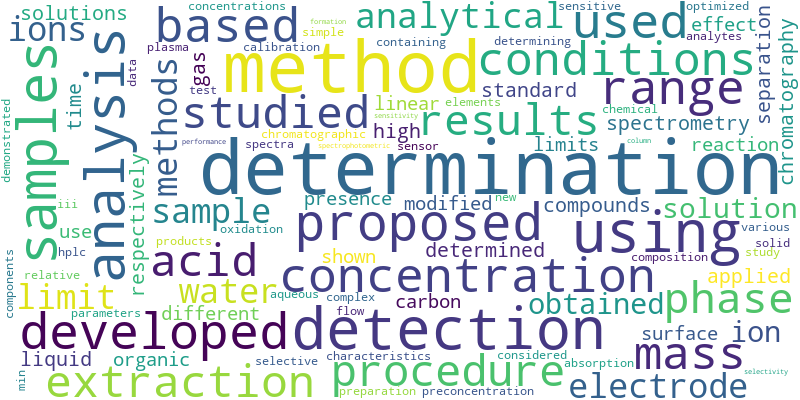 solutions
concentrations
ions
based
analytical
used
sensitive
optimized
effect
analytes
formation
simple
containing
determining
plasma
calibration
method
conditions
samples
analysis
methods
data
gas
test
time
studied
linear
elements
standard
range
separation
chromatography
demonstrated
chromatographic
sensitivity
high
results
chemical
spectrometry
performance
spectra
spectrophotometric
sensor
limits
column
reaction
determination
respectively
iii
use
sample
presence
modified
new
compounds
solution
proposed
using
oxidation
various
hplc
products
acid
shown
determined
solid
composition
study
relative
components
concentration
applied
limit
water
aqueous
complex
carbon
obtained
phase
parameters
different
flow
developed
detection
surface
ion
liquid
organic
selective
characteristics
considered
absorption
mass
min
extraction
procedure
preparation
preconcentration
electrode
selectivity